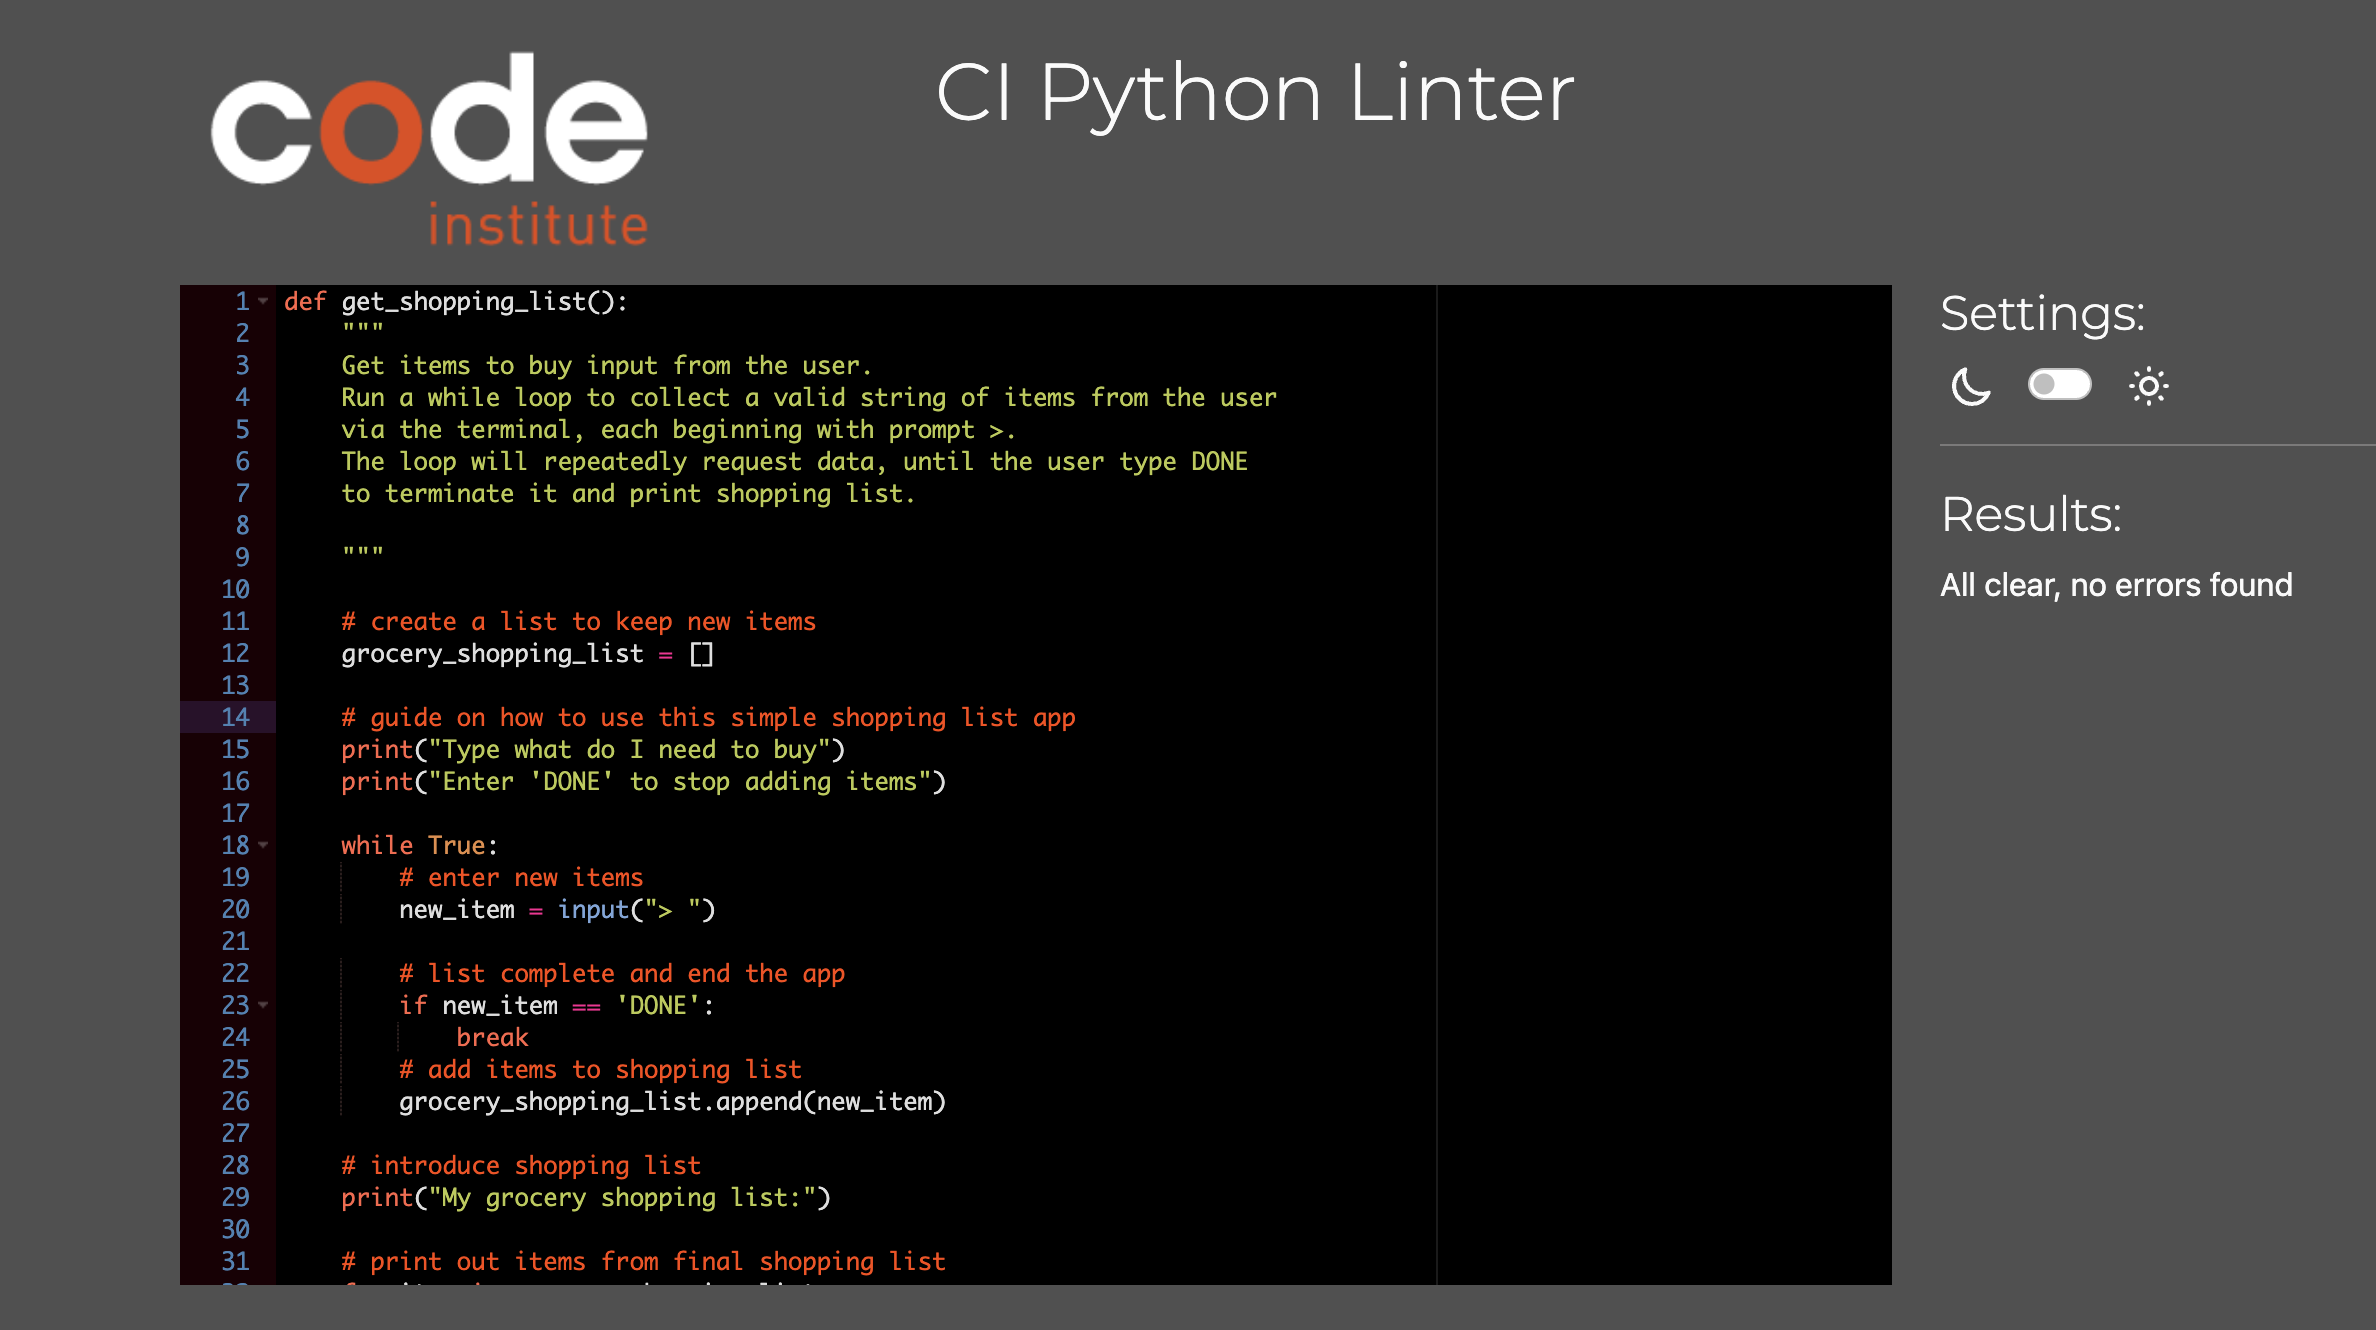 code
institute
CI Python Linter
1 def get_shopping_list():
2 """
3 Get items to buy input from the user.
4 Run a while loop to collect a valid string of items from the user
5 via the terminal, each beginning with prompt >.
6 The loop will repeatedly request data, until the user type DONE
7 to terminate it and print shopping list.
8
9 """
10
11 # create a list to keep new items
12 grocery_shopping_list = []
13
14 # guide on how to use this simple shopping list app
15 print("Type what do I need to buy")
16 print("Enter 'DONE' to stop adding items")
17
18 while True:
19 # enter new items
20 new_item = input("> ")
21
22 # list complete and end the app
23 if new_item == 'DONE':
24 break
25 # add items to shopping list
26 grocery_shopping_list.append(new_item)
27
28 # introduce shopping list
29 print("My grocery shopping list:")
30
31 # print out items from final shopping list
Settings:
Results:
All clear, no errors found